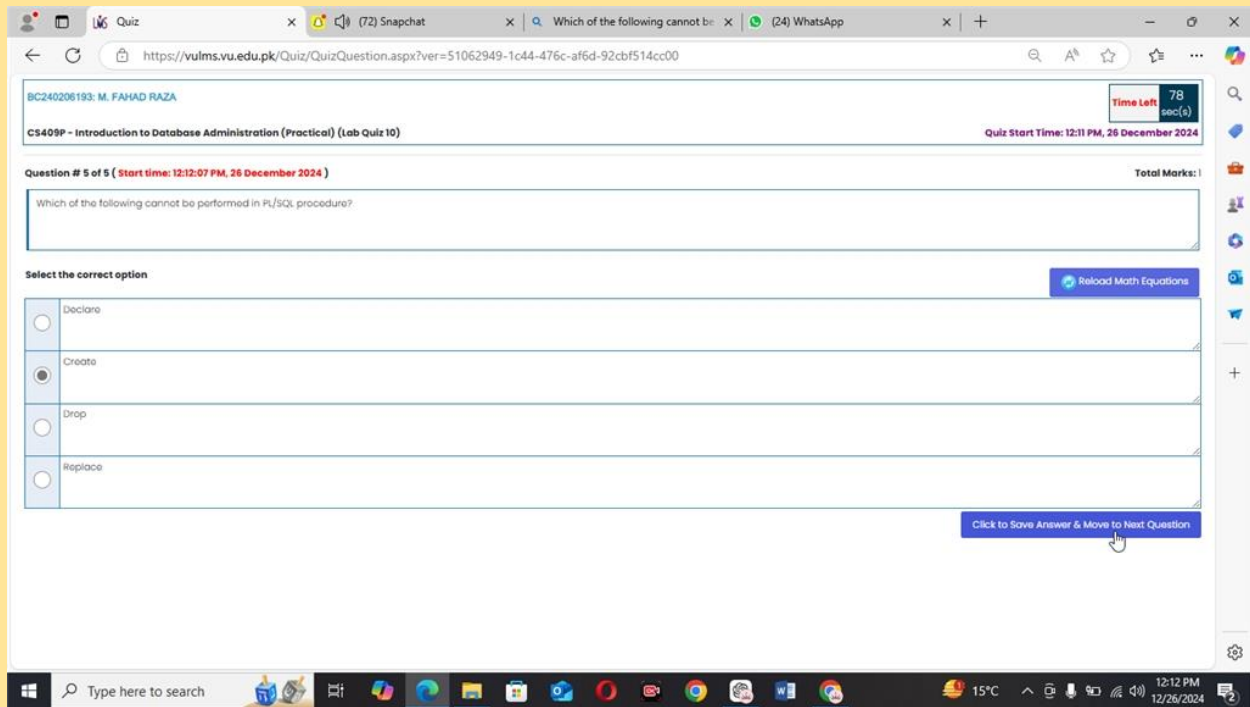 Quiz
(72) Snapchat
Which of the following cannot be
(24) WhatsApp
https://vulms.vu.edu.pk/Quiz/QuizQuestion.aspx?ver=51062949-1c44-476c-af6d-92cbf514cc00
BC240206193: M. FAHAD RAZA
Time Left 78 sec(s)
CS409P - Introduction to Database Administration (Practical) (Lab Quiz 10)
Quiz Start Time: 12:11 PM, 26 December 2024
Question # 5 of 5 ( Start time: 12:12:07 PM, 26 December 2024 )
Total Marks: 1
Which of the following cannot be performed in PL/SQL procedure?
Select the correct option
Reload Math Equations
Declare
Create
Drop
Replace
Click to Save Answer & Move to Next Question
Type here to search
15°C
12:12 PM
12/26/2024